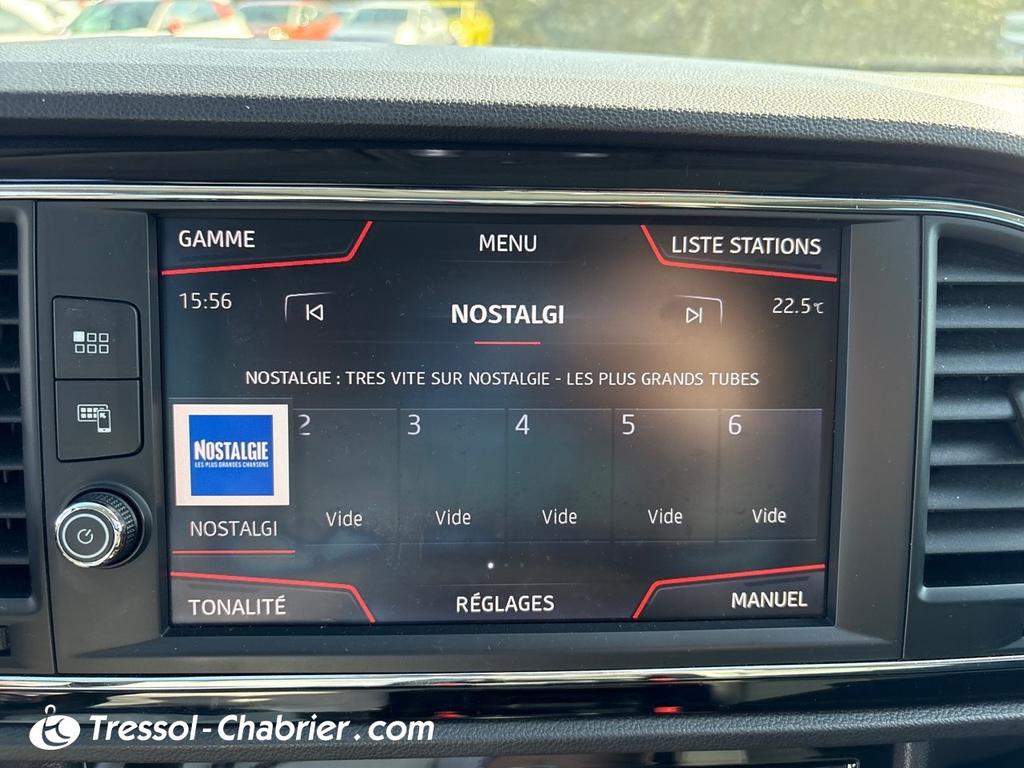 GAMME MENU LISTE STATIONS
15:56 NOSTALGI 22.5°C
NOSTALGIE : TRES VITE SUR NOSTALGIE - LES PLUS GRANDS TUBES
2 3 4 5 6
NOSTALGIE
LES PLUS GRANDES CHANSONS
NOSTALGI Vide Vide Vide Vide Vide
TONALITÉ RÉGLAGES MANUEL
Tressol-Chabrier.com